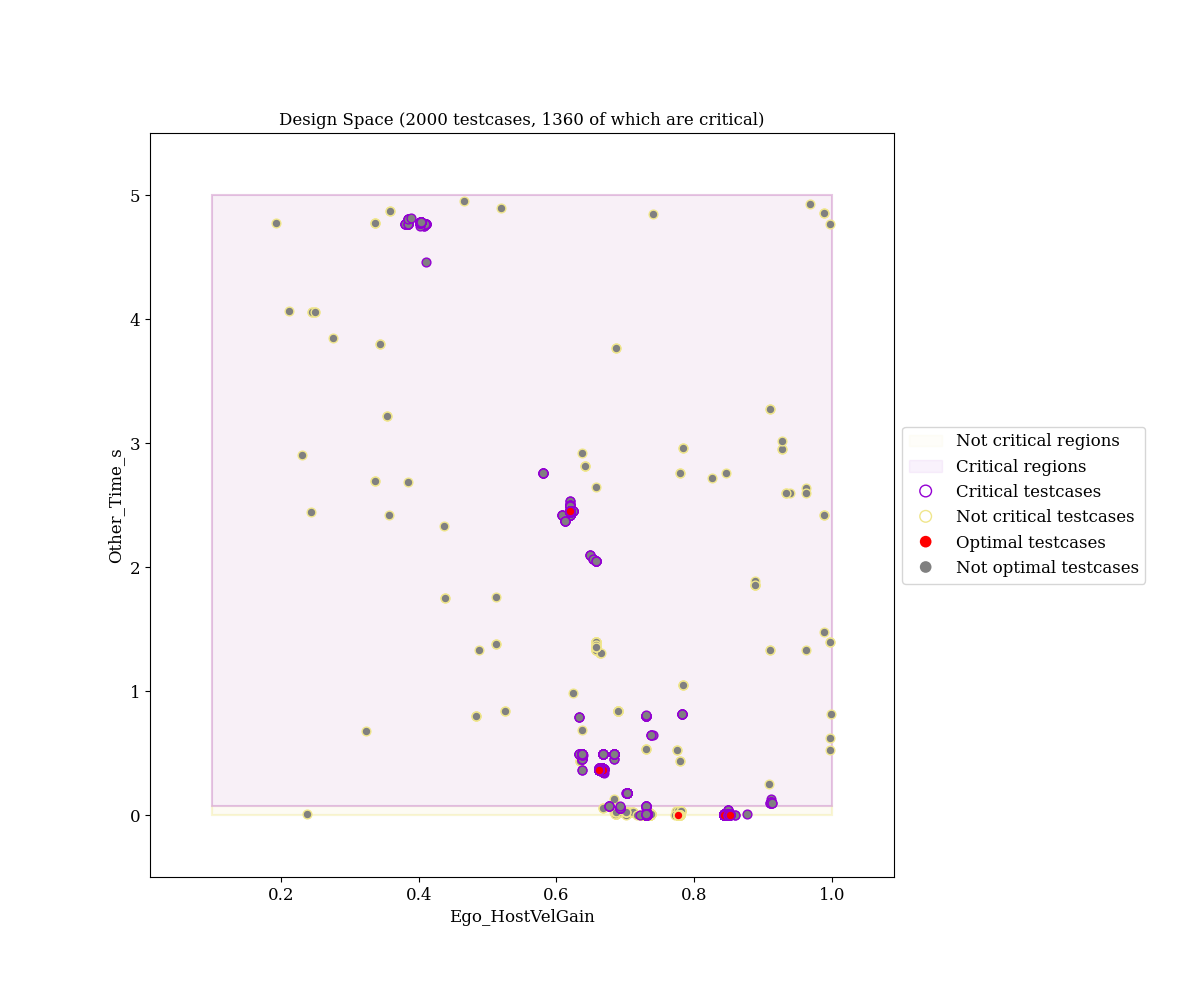 Design Space (2000 testcases, 1360 of which are critical)
5
4
3
2
1
0
Other_Time_s
0.2
0.4
0.6
0.8
1.0
Ego_HostVelGain
Not critical regions
Critical regions
Critical testcases
Not critical testcases
Optimal testcases
Not optimal testcases